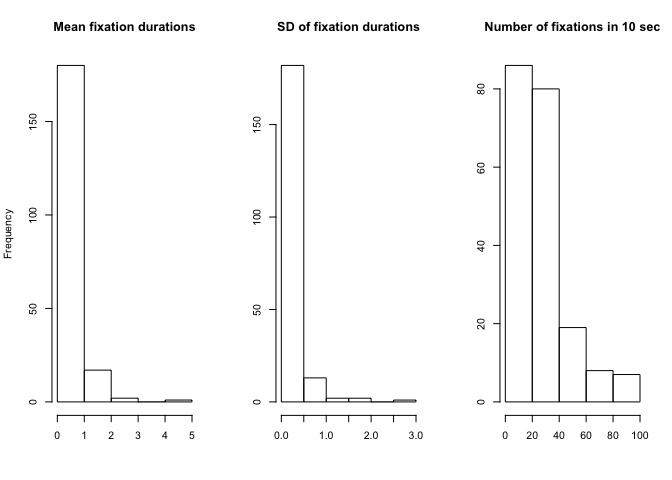 Mean fixation durations
SD of fixation durations
Number of fixations in 10 sec
Frequency
0
50
100
150
0 1 2 3 4 5
0
50
100
150
0.0 1.0 2.0 3.0
0
20
40
60
80
0 20 40 60 80 100